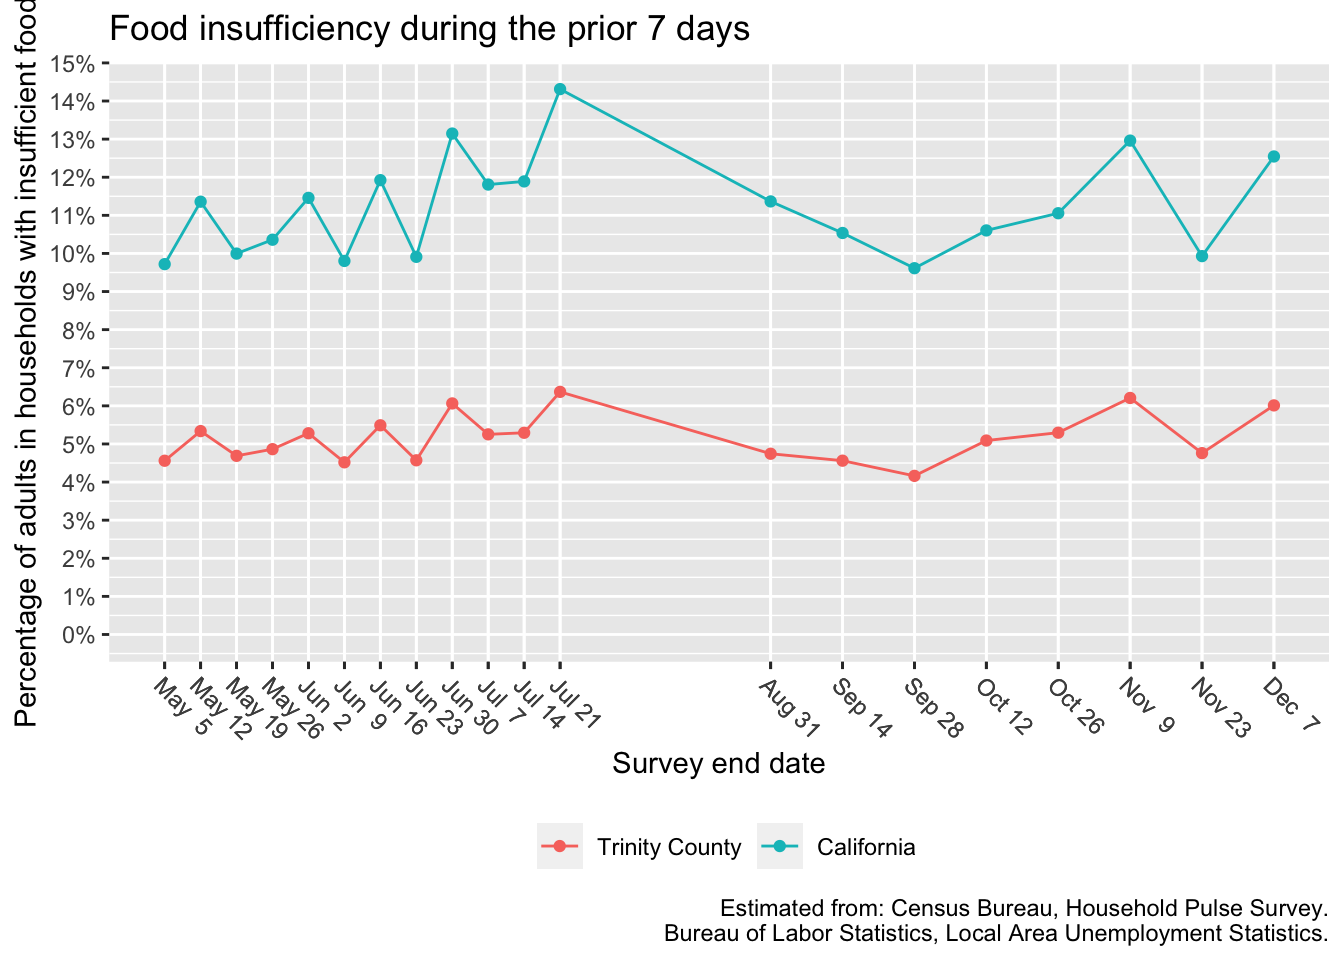 Food insufficiency during the prior 7 days
Percentage of adults in households with insufficient food
15%
14%
13%
12%
11%
10%
9%
8%
7%
6%
5%
4%
3%
2%
1%
0%
May 5
May 12
May 19
May 26
Jun 2
Jun 9
Jun 16
Jun 23
Jun 30
Jul 7
Jul 14
Jul 21
Aug 31
Sep 14
Sep 28
Oct 12
Oct 26
Nov 9
Nov 23
Dec 7
Survey end date
Trinity County
California
Estimated from: Census Bureau, Household Pulse Survey.
Bureau of Labor Statistics, Local Area Unemployment Statistics.